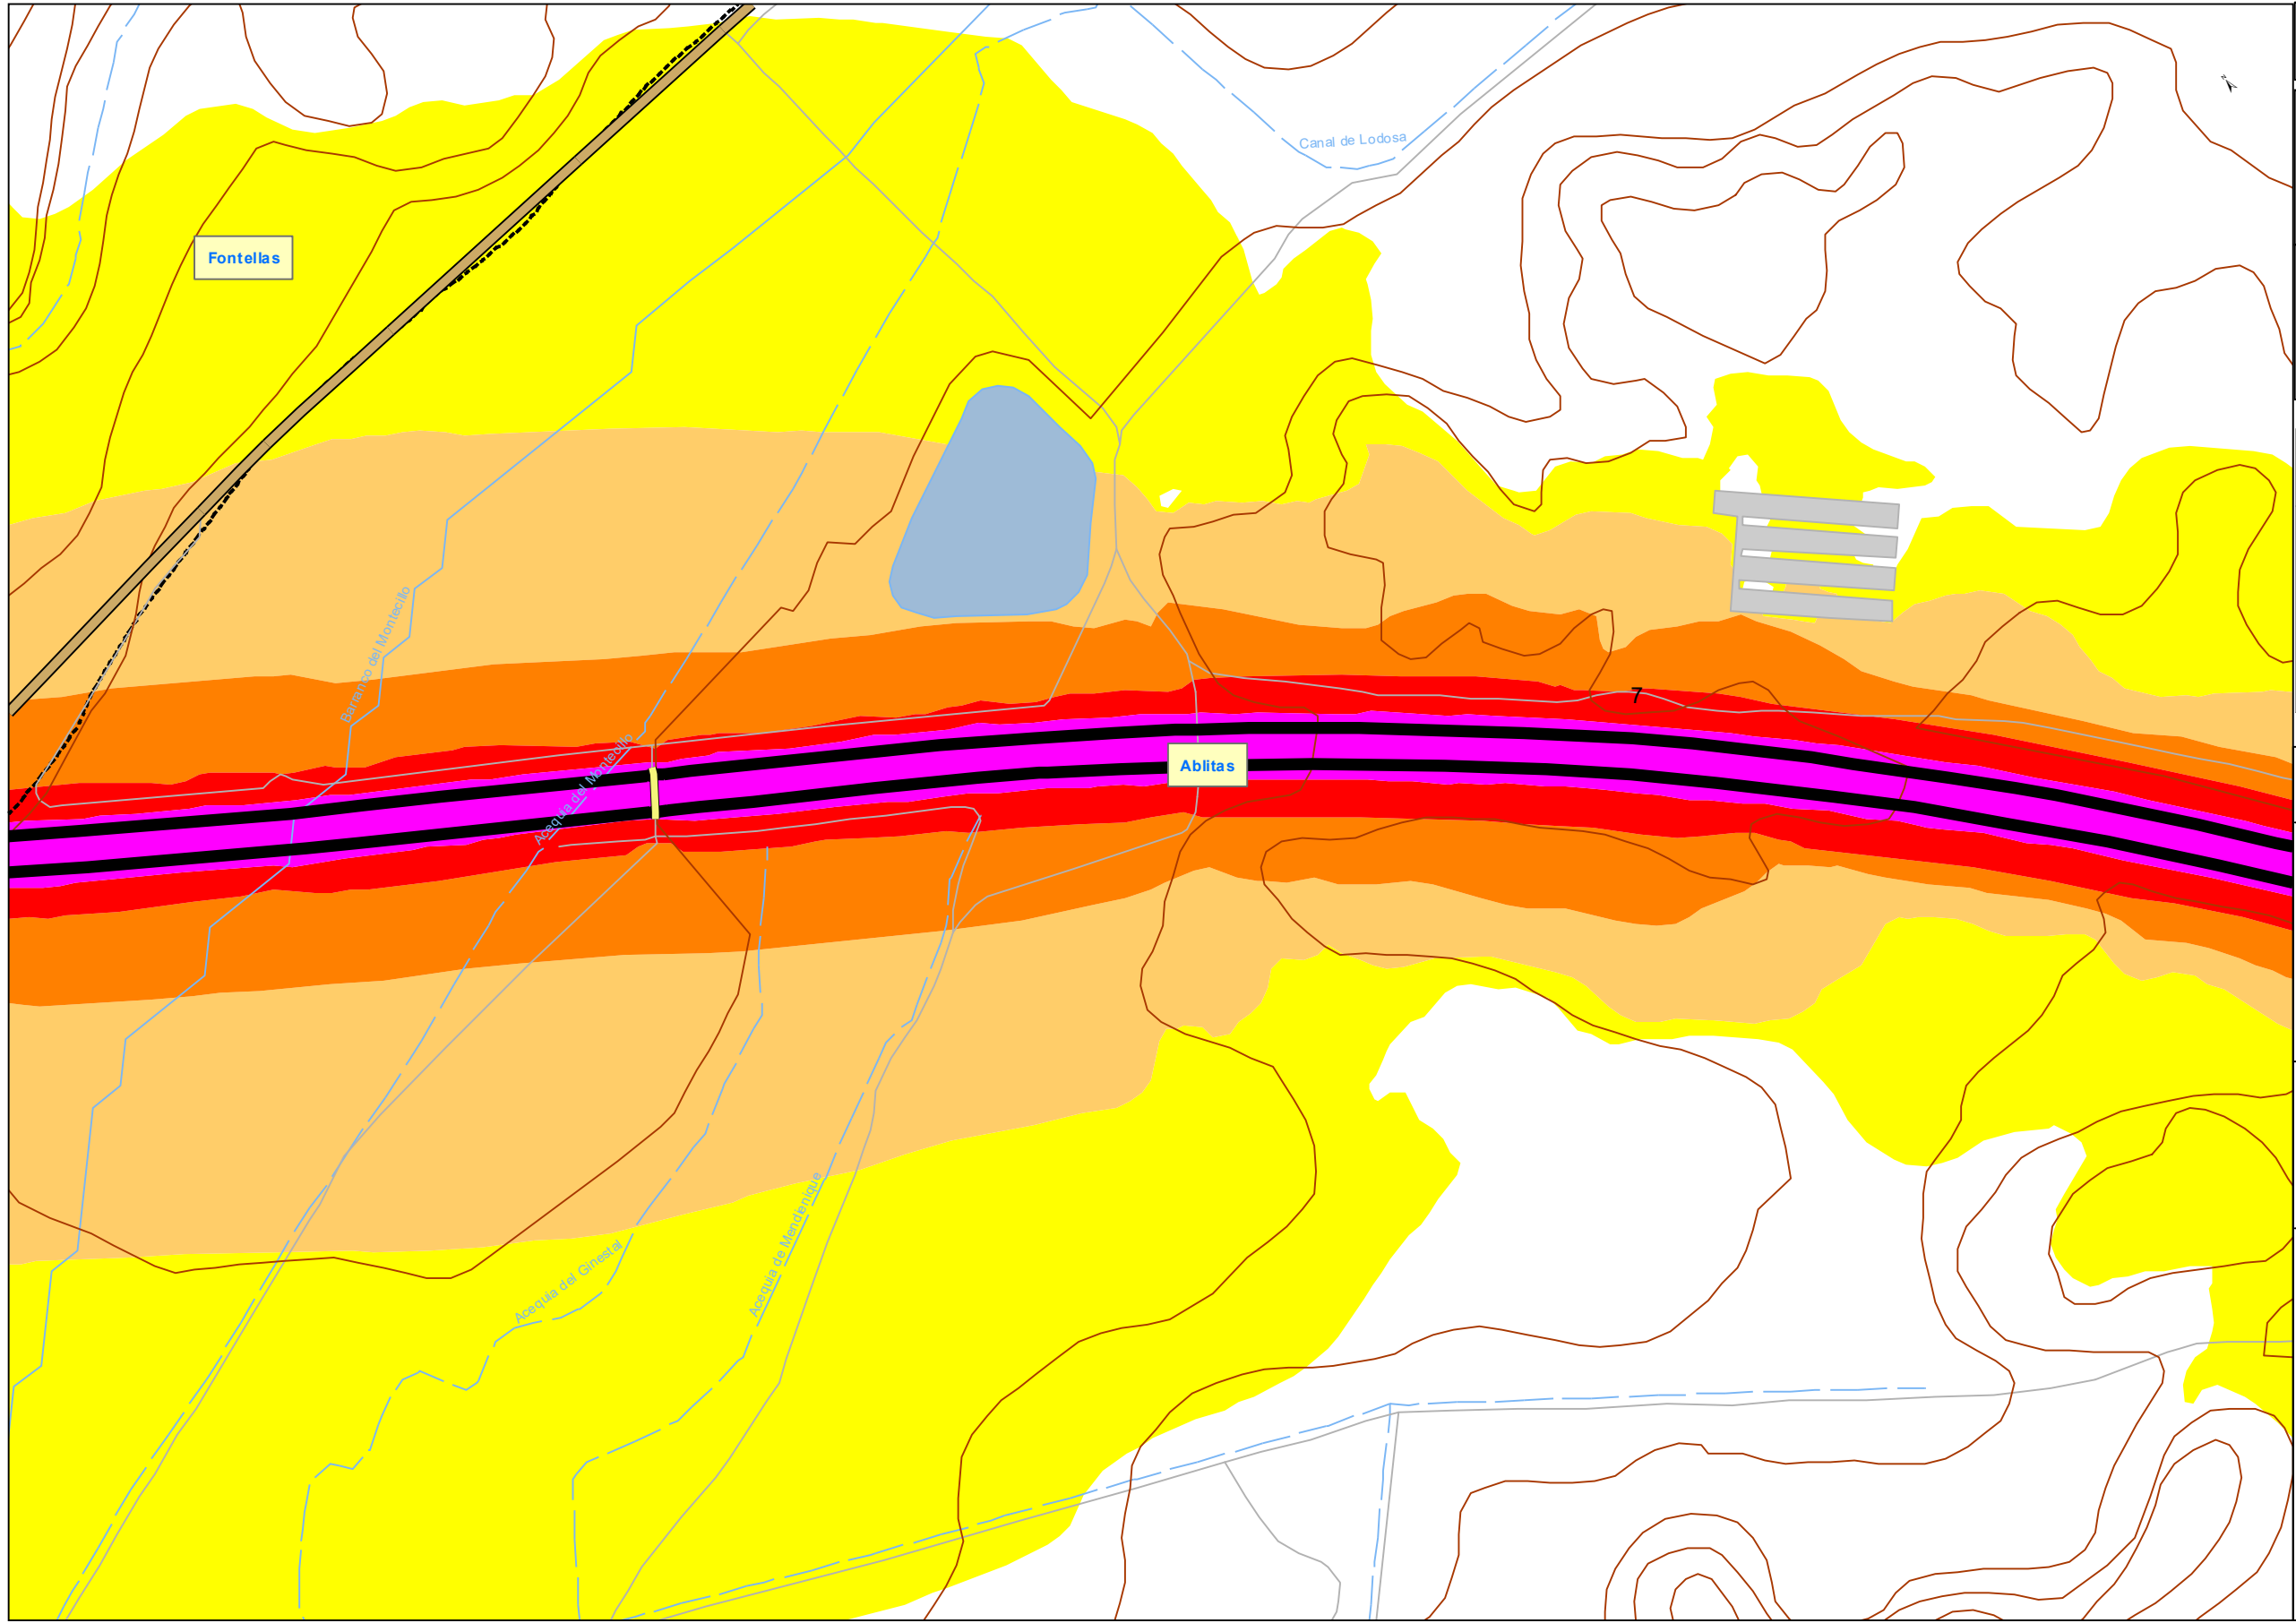 Canal de Lodosa
Fontellas
Barranco del Montecillo
7
Acequia del Montecillo
Ablitas
Acequia de Mendienique
Acequia del Ginestal